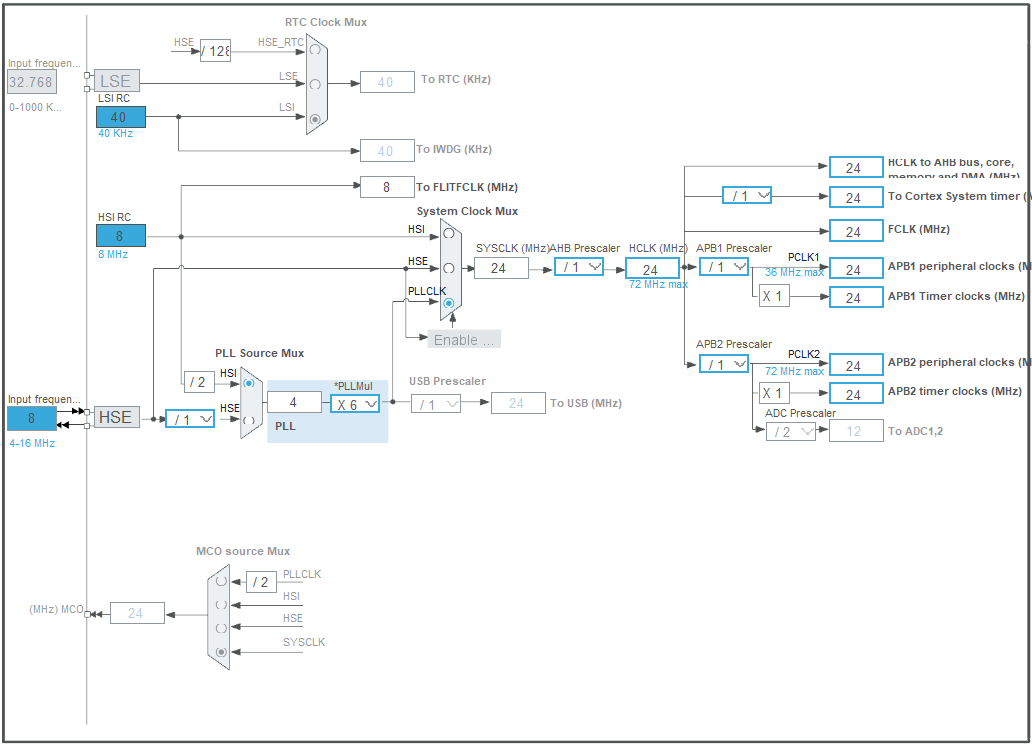 RTC Clock Mux
HSE
/ 128
HSE_RTC
Input frequen...
32.768
0-1000 K...
LSE
LSE
40
To RTC (KHz)
LSI RC
40
40 KHz
LSI
40
To IWDG (KHz)
8
To FLITFCLK (MHz)
System Clock Mux
HSI RC
8
8 MHz
HSI
HSE
PLLCLK
Enable ...
SYSCLK (MHz)
24
AHB Prescaler
/ 1
HCLK (MHz)
24
72 MHz max
24
HCLK to AHB bus, core,
memory and DMA (MHz)
/ 1
24
To Cortex System timer (
24
FCLK (MHz)
APB1 Prescaler
/ 1
PCLK1
36 MHz max
24
APB1 peripheral clocks (M
X 1
24
APB1 Timer clocks (MHz)
APB2 Prescaler
/ 1
PCLK2
72 MHz max
24
APB2 peripheral clocks (M
X 1
24
APB2 timer clocks (MHz)
ADC Prescaler
/ 2
12
To ADC1,2
PLL Source Mux
/ 2
HSI
HSE
Input frequen...
8
4-16 MHz
HSE
/ 1
4
*PLLMul
X 6
PLL
USB Prescaler
/ 1
24
To USB (MHz)
MCO source Mux
/ 2
PLLCLK
HSI
HSE
SYSCLK
(MHz) MCO
24